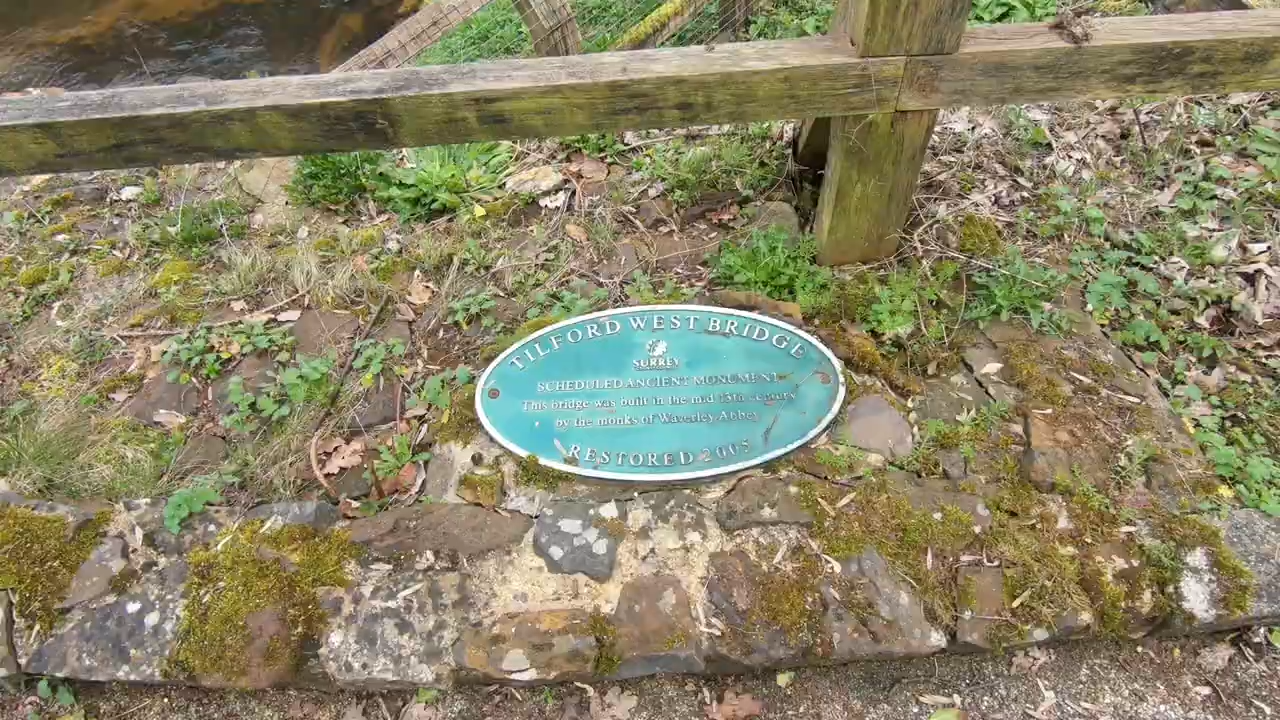 TILFORD WEST BRIDGE
SURREY
SCHEDULED ANCIENT MONUMENT
This bridge was built in the mid 13th century
by the monks of Waverley Abbey
RESTORED 2005